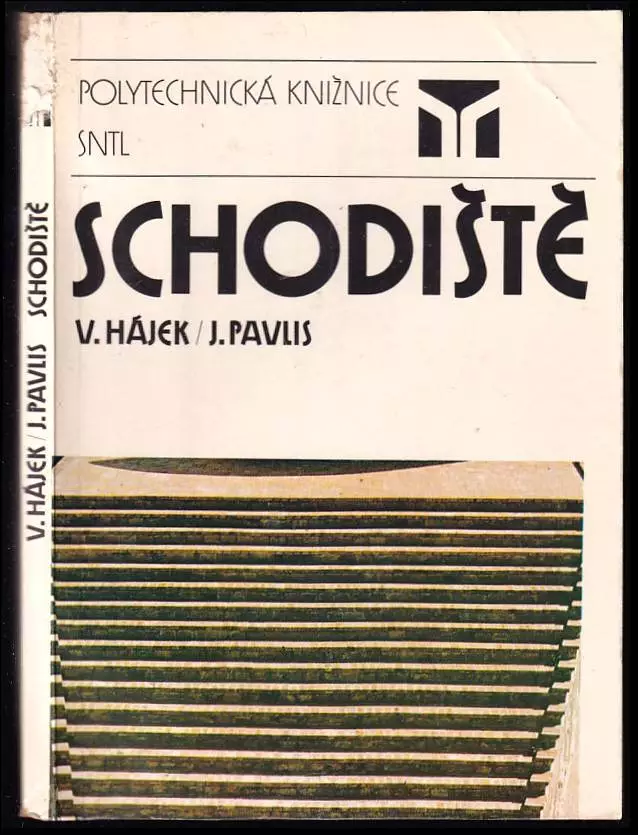 POLYTECHNICKÁ KNIŽNICE
SNTL
SCHODIŠTĚ
V. HÁJEK / J. PAVLIS
V. HÁJEK / J. PAVLIS SCHODIŠTĚ